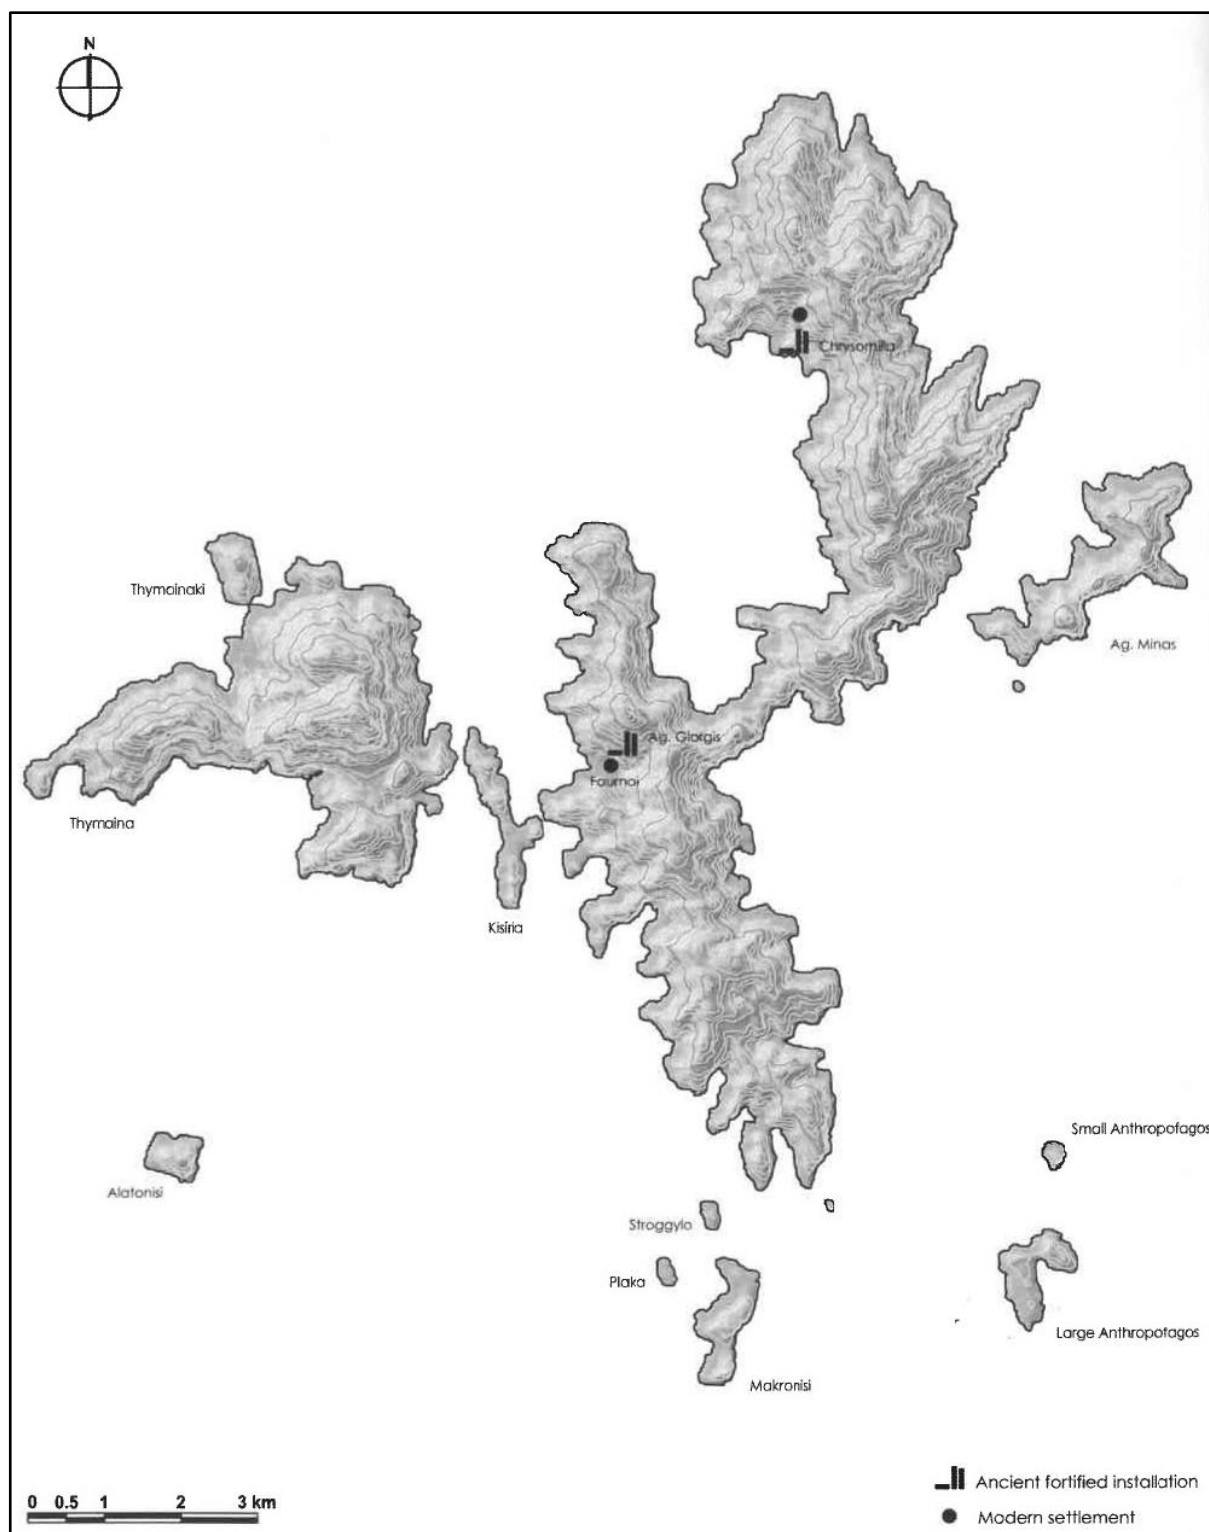 N
Chrysomilia
Thymainaki
Ag. Minas
Ag. Giorgis
Fournoi
Thymaina
Kisiria
Small Anthropofagos
Alatonisi
Stroggylo
Plaka
Large Anthropofagos
Makronisi
Ancient fortified installation
0 0.5 1 2 3 km
Modern settlement